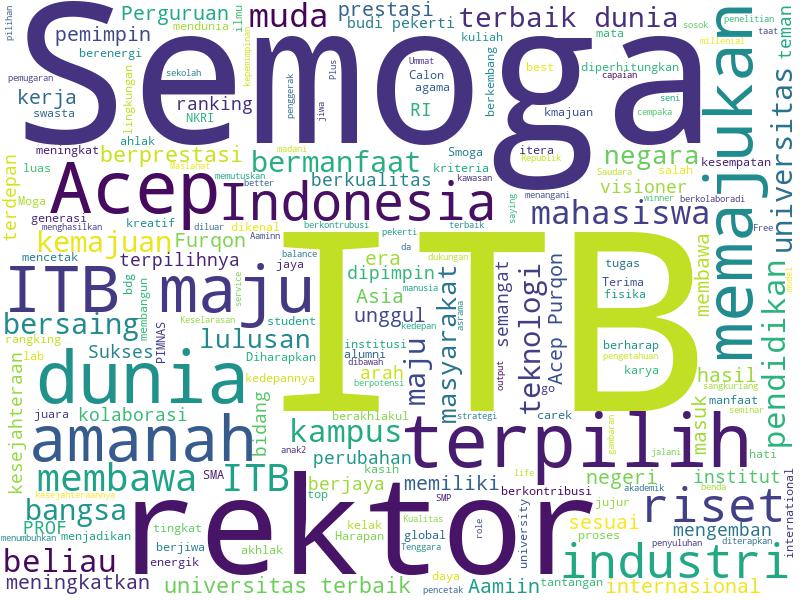 Semoga
ITB
rektor
Acep
Indonesia
terpilih
dunia
maju
ITB
amanah
memajukan
industri
riset
mahasiswa
bermanfaat
terbaik dunia
muda
Perguruan
prestasi
budi pekerti
pemimpin
mendunia
ilmu
kepemimpinan
pilihan
berenergi
pemugaran
sekolah
kerja
swasta
lingkungan
ranking
NKRI
penggerak
jiwa
Plus
Ummat
Calon
agama
RI
kuliah
berkembang
best
mata
diperhitungkan
capaian
kmajuan
seni
cempaka
sosok
millenial
penelitian
taat
teman
universitas
meningkat
ahlak
berprestasi
madani
Maslahat
memutuskan
better
luas
Moga
terdepan
generasi
menghasilkan
kreatif
diluar
dikenal
berkualitas
berkontrubusi
Smoga
kriteria
kawasan
itera
Republik
negara
Saudara
salah
visioner
menangani
kesempatan
berkolaboradi
winner
Free
kemajuan
Furqon
Aaminn
pekerti
da
terbaik
saying
mencetak
terpilihnya
bdg
membangun
jaya
balance
service
era
dipimpin
dukungan
manusia
Asia
unggul
masyarakat
asrana
semangat
teknologi
Acep Purqon
go
tugas
Terima
fisika
membawa
pendidikan
model
bersaing
rangking
lab
Sukses
PIMNAS
Keselarasan
student
lulusan
Diharapkan
institusi
alumni
dibawah
kedepan
maju
output
berharap
pengetahuan
karya
hasil
sangkuriang
manfaat
seminar
kedepannya
arah
berpotensi
juara
kolaborasi
bidang
berakhlakul
strategi
carek
gambaran
masuk
kesejahteraan
kampus
anak2
perubahan
jalani
hati
membawa
ITB
SMA
kasih
berjaya
memiliki
SMP
life
berkontribusi
negeri
akademik
institut
benda
international
kesejahteraannya
bangsa
PROF
tingkat
top
kelak
Harapan
Kualitas
global
Tenggara
role
university
jujur
sesuai
proses
mengemban
menumbuhkan
menjadikan
berjiwa
akhlak
energik
penyuluhan
diterapkan
beliau
meningkatkan
universitas terbaik
daya
pencetak
Aamiin
tantangan
internasional